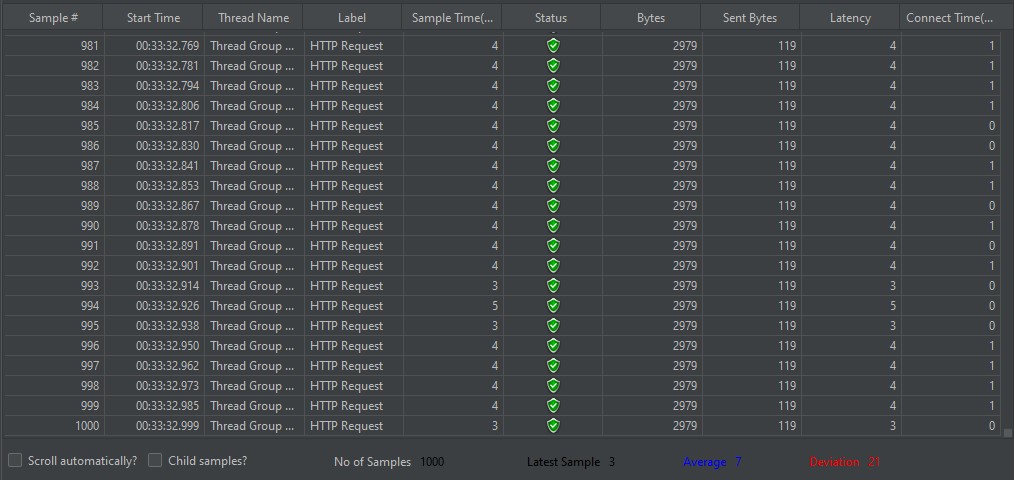 Sample # Start Time Thread Name Label Sample Time(... Status Bytes Sent Bytes Latency Connect Time(...
981 00:33:32.769 Thread Group ... HTTP Request 4 2979 119 4 1
982 00:33:32.781 Thread Group ... HTTP Request 4 2979 119 4 1
983 00:33:32.794 Thread Group ... HTTP Request 4 2979 119 4 1
984 00:33:32.806 Thread Group ... HTTP Request 4 2979 119 4 1
985 00:33:32.817 Thread Group ... HTTP Request 4 2979 119 4 0
986 00:33:32.830 Thread Group ... HTTP Request 4 2979 119 4 0
987 00:33:32.841 Thread Group ... HTTP Request 4 2979 119 4 1
988 00:33:32.853 Thread Group ... HTTP Request 4 2979 119 4 1
989 00:33:32.867 Thread Group ... HTTP Request 4 2979 119 4 0
990 00:33:32.878 Thread Group ... HTTP Request 4 2979 119 4 1
991 00:33:32.891 Thread Group ... HTTP Request 4 2979 119 4 0
992 00:33:32.901 Thread Group ... HTTP Request 4 2979 119 4 1
993 00:33:32.914 Thread Group ... HTTP Request 3 2979 119 3 0
994 00:33:32.926 Thread Group ... HTTP Request 5 2979 119 5 0
995 00:33:32.938 Thread Group ... HTTP Request 3 2979 119 3 0
996 00:33:32.950 Thread Group ... HTTP Request 4 2979 119 4 1
997 00:33:32.962 Thread Group ... HTTP Request 4 2979 119 4 1
998 00:33:32.973 Thread Group ... HTTP Request 4 2979 119 4 1
999 00:33:32.985 Thread Group ... HTTP Request 4 2979 119 4 1
1000 00:33:32.999 Thread Group ... HTTP Request 3 2979 119 3 0
Scroll automatically? Child samples? No of Samples 1000 Latest Sample 3 Average 7 Deviation 21